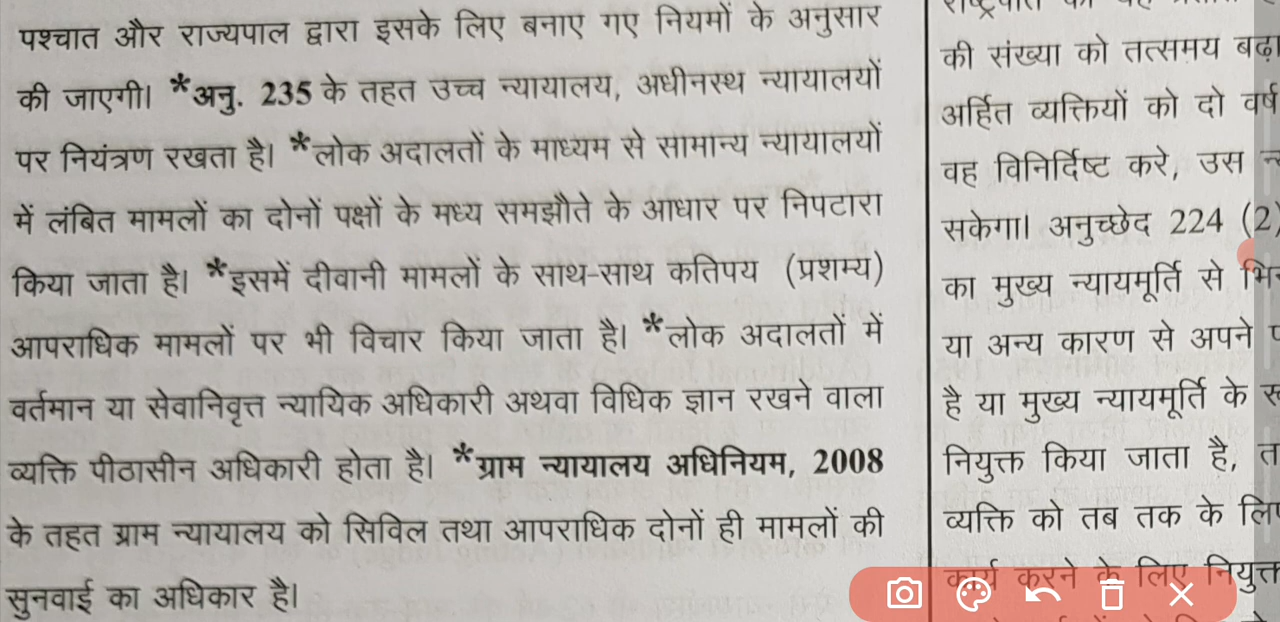 पश्चात और राज्यपाल द्वारा इसके लिए बनाए गए नियमों के अनुसार
की जाएगी। *अनु. 235 के तहत उच्च न्यायालय, अधीनस्थ न्यायालयों
पर नियंत्रण रखता है। *लोक अदालतों के माध्यम से सामान्य न्यायालयों
में लंबित मामलों का दोनों पक्षों के मध्य समझौते के आधार पर निपटारा
किया जाता है। *इसमें दीवानी मामलों के साथ-साथ कतिपय (प्रशम्य)
आपराधिक मामलों पर भी विचार किया जाता है। *लोक अदालतों में
वर्तमान या सेवानिवृत्त न्यायिक अधिकारी अथवा विधिक ज्ञान रखने वाला
व्यक्ति पीठासीन अधिकारी होता है। *ग्राम न्यायालय अधिनियम, 2008
के तहत ग्राम न्यायालय को सिविल तथा आपराधिक दोनों ही मामलों की
सुनवाई का अधिकार है।
की संख्या को तत्समय बढ़ा
अर्हित व्यक्तियों को दो वर्ष
वह विनिर्दिष्ट करे, उस
सकेगा। अनुच्छेद 224 (2)
का मुख्य न्यायमूर्ति से
या अन्य कारण से अपने
है या मुख्य न्यायमूर्ति के
नियुक्त किया जाता है,
व्यक्ति को तब तक के
कार्य करने के लिए नियुक्त